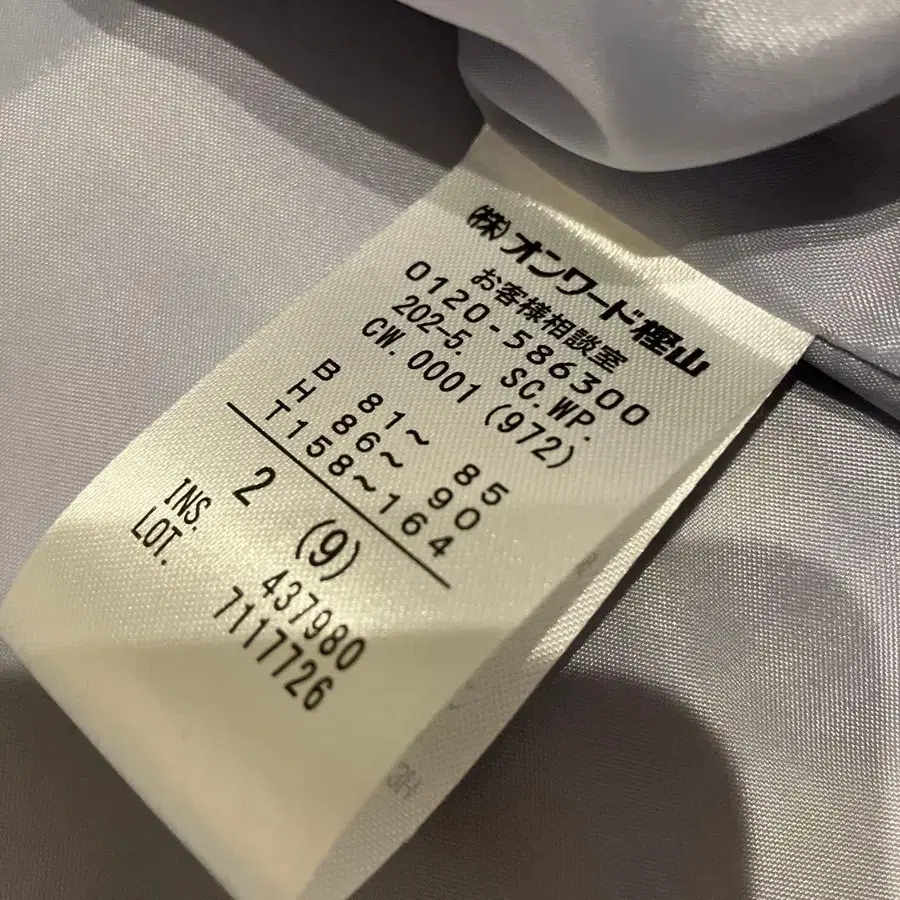 (株)オンワード樫山
お客様相談室
0120-586300
202-5. SC.WP.
CW.0001 (972)
B 81～ 85
H 86～ 90
T158～164
2 (9)
INS. 437980
LOT. 7117726